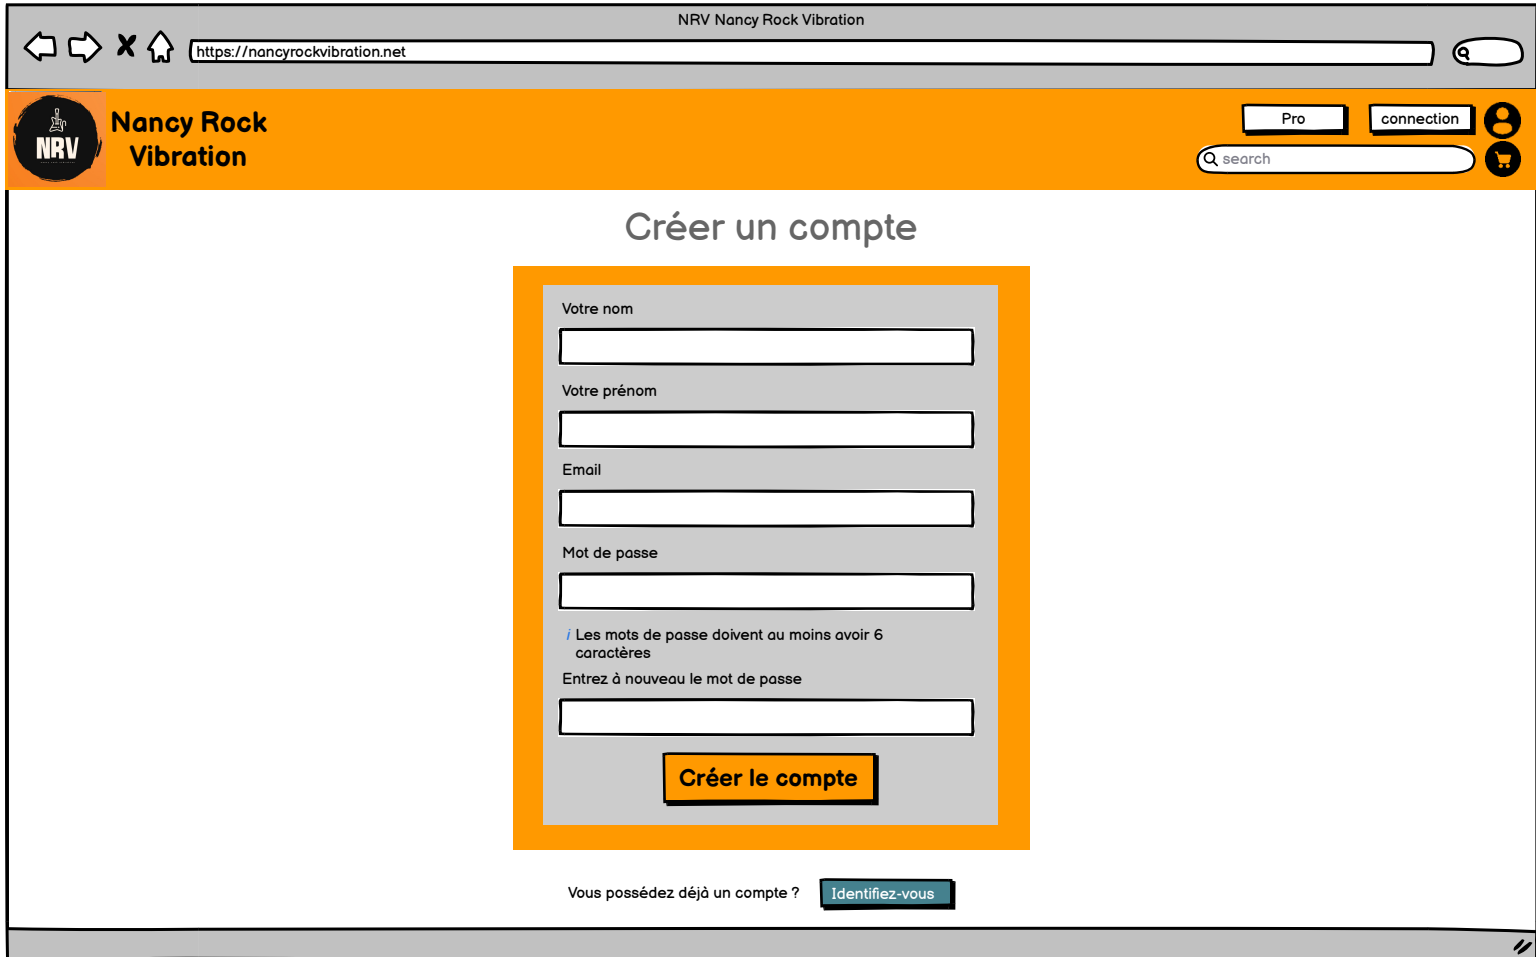 NRV Nancy Rock Vibration
https://nancyrockvibration.net
NRV
Nancy Rock
Vibration
Pro
connection
search
Créer un compte
Votre nom
Votre prénom
Email
Mot de passe
i Les mots de passe doivent au moins avoir 6
caractères
Entrez à nouveau le mot de passe
Créer le compte
Vous possédez déjà un compte ?
Identifiez-vous